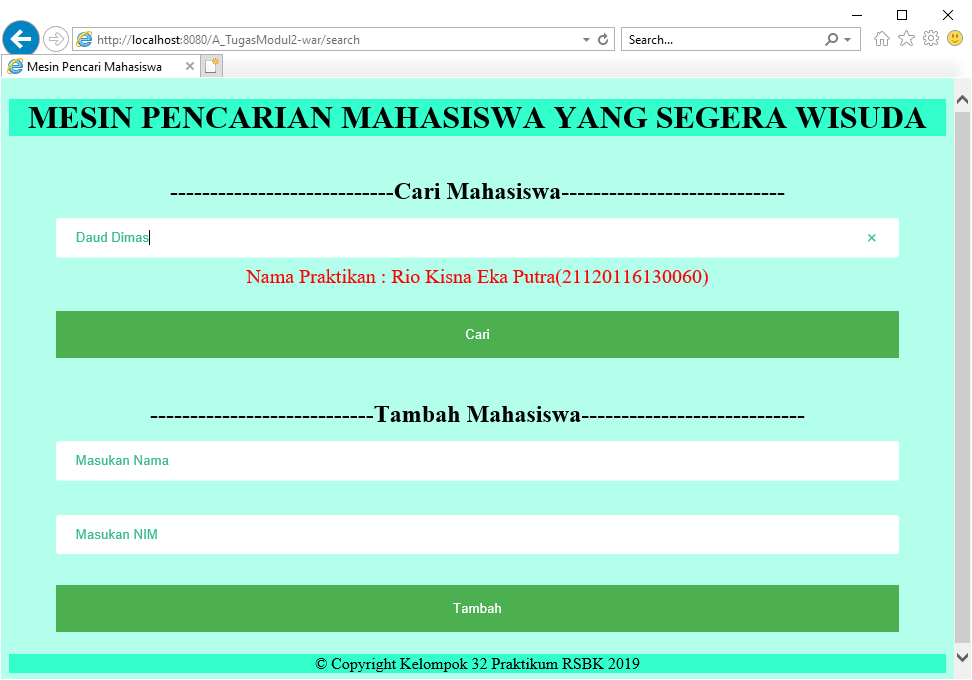 http://localhost:8080/A_TugasModul2-war/search
Search...
Mesin Pencari Mahasiswa
MESIN PENCARIAN MAHASISWA YANG SEGERA WISUDA
----------------------------Cari Mahasiswa----------------------------
Daud Dimas
Nama Praktikan : Rio Kisna Eka Putra(21120116130060)
Cari
----------------------------Tambah Mahasiswa----------------------------
Masukan Nama
Masukan NIM
Tambah
© Copyright Kelompok 32 Praktikum RSBK 2019